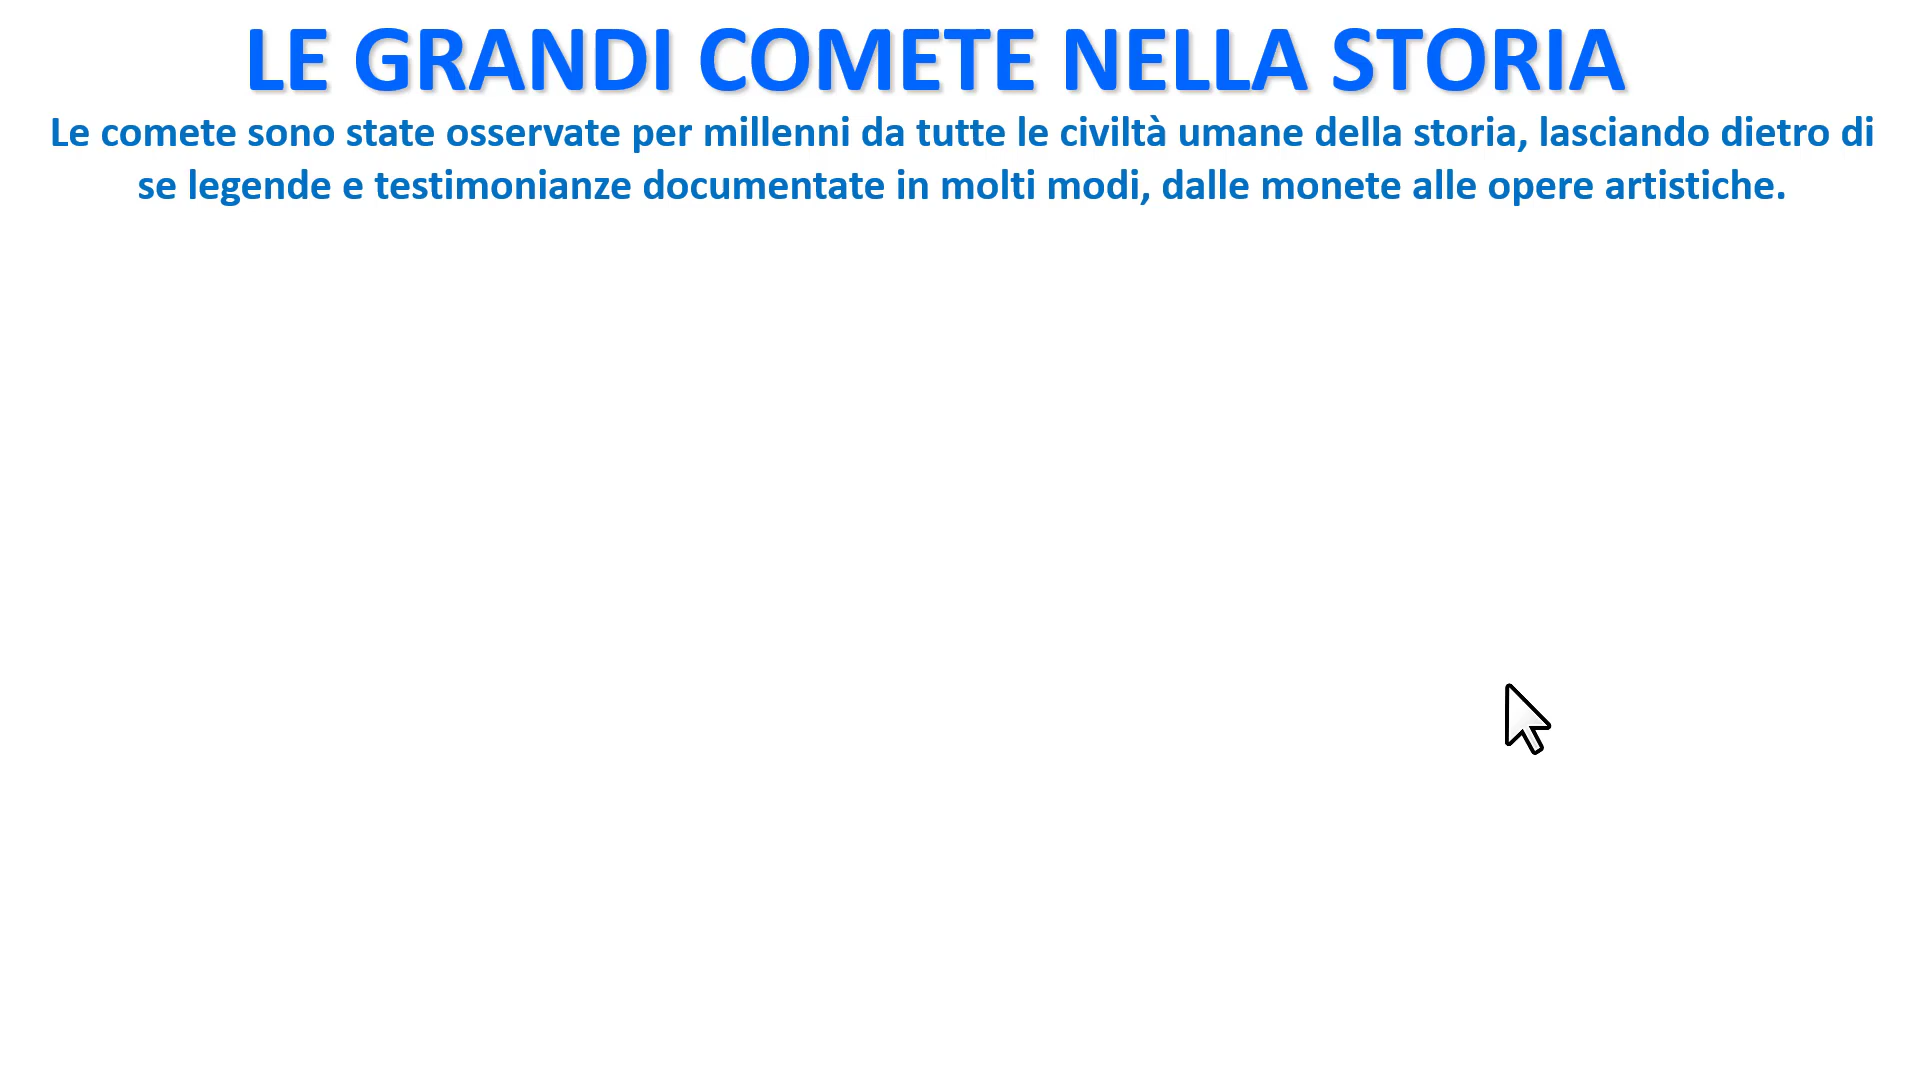 LE GRANDI COMETE NELLA STORIA
Le comete sono state osservate per millenni da tutte le civiltà umane della storia, lasciando dietro di
se legende e testimonianze documentate in molti modi, dalle monete alle opere artistiche.